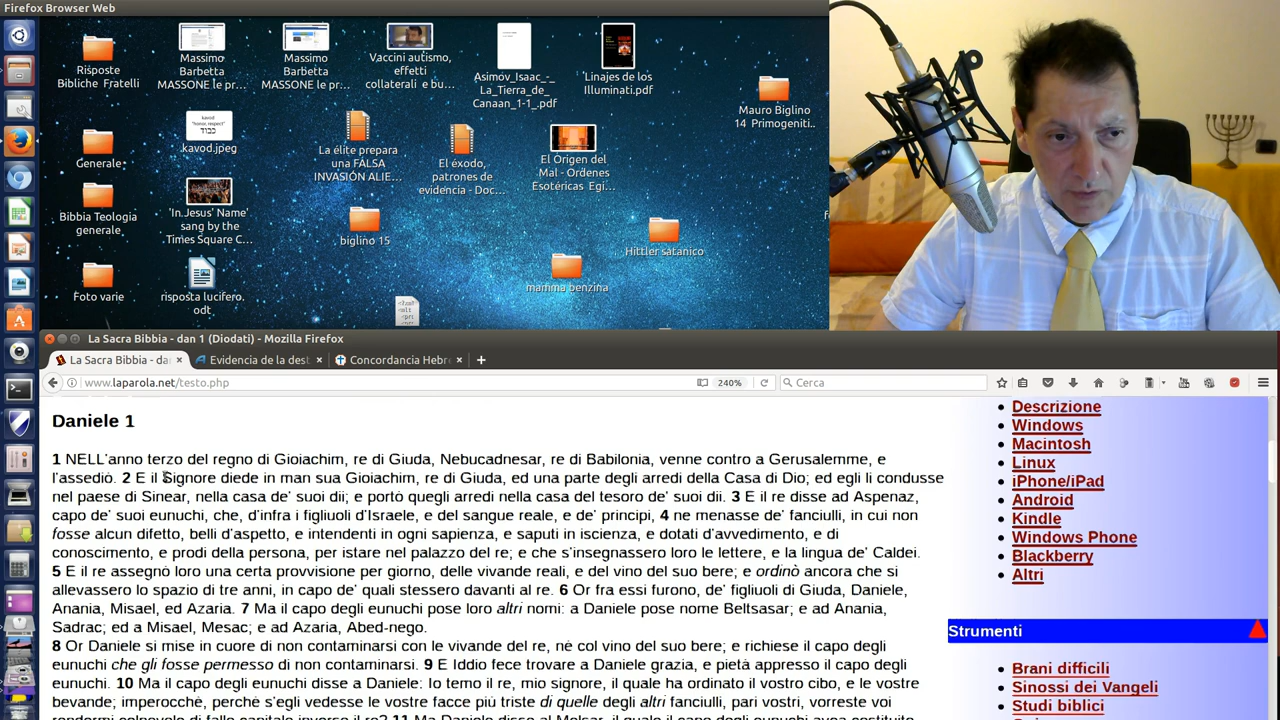 Firefox Browser Web
Risposte
Bibliche Fratelli
Massimo
Barbetta
MASSONE le pr...
Massimo
Barbetta
MASSONE le pr...
Vaccini autismo,
effetti
collaterali e bu...
Asimov_Isaac_-_
La_Tierra_de_
Canaan_1-1_.pdf
Linajes de los
Illuminati.pdf
Mauro Biglino
14 Primogeniti..
Generale
kavod
"honor, respect"
כבוד
kavod.jpeg
La élite prepara
una FALSA
INVASIÓN ALIE...
El éxodo,
patrones de
evidencia - Doc...
El Origen del
Mal - Ordenes
Esotéricas Egi...
Bibbia Teologia
generale
'In Jesus' Name'
sang by the
Times Square C...
biglino 15
Hittler satanico
Foto varie
risposta lucifero.
odt
mamma benzina
La Sacra Bibbia - dan 1 (Diodati) - Mozilla Firefox
La Sacra Bibbia - da
Evidencia de la dest
Concordancia Hebre
www.laparola.net/testo.php
240%
Cerca
Daniele 1
1 NELL'anno terzo del regno di Gioiachim, re di Giuda, Nebucadnesar, re di Babilonia, venne contro a Gerusalemme, e
l'assediò. 2 E il Signore diede in man sua Gioiachim, re di Giuda, ed una parte degli arredi della Casa di Dio; ed egli li condusse
nel paese di Sinear, nella casa de' suoi dii; e portò quegli arredi nella casa del tesoro de' suoi dii. 3 E il re disse ad Aspenaz,
capo de' suoi eunuchi, che, d'infra i figliuoli d'Israele, e del sangue reale, e de' principi, 4 ne menasse de' fanciulli, in cui non
fosse alcun difetto, belli d'aspetto, e intendenti in ogni sapienza, e saputi in iscienza, e dotati d'avvedimento, e di
conoscimento, e prodi della persona, per istare nel palazzo del re; e che s'insegnassero loro le lettere, e la lingua de' Caldei.
5 E il re assegnò loro una certa provvisione per giorno, delle vivande reali, e del vino del suo bere; e ordinò ancora che si
allevassero lo spazio di tre anni, in capo de' quali stessero davanti al re. 6 Or fra essi furono, de' figliuoli di Giuda, Daniele,
Anania, Misael, ed Azaria. 7 Ma il capo degli eunuchi pose loro altri nomi: a Daniele pose nome Beltsasar; e ad Anania,
Sadrac; ed a Misael, Mesac; e ad Azaria, Abed-nego.
8 Or Daniele si mise in cuore di non contaminarsi con le vivande del re, nè col vino del suo bere; e richiese il capo degli
eunuchi che gli fosse permesso di non contaminarsi. 9 E Iddio fece trovare a Daniele grazia, e pietà appresso il capo degli
eunuchi. 10 Ma il capo degli eunuchi disse a Daniele: Io temo il re, mio signore, il quale ha ordinato il vostro cibo, e le vostre
bevande; imperochè, perchè degli vedesse le vostre facce più triste di quelle degli altri fanciulli pari vostri, vorreste voi
Descrizione
Windows
Macintosh
Linux
iPhone/iPad
Android
Kindle
Windows Phone
Blackberry
Altri
Strumenti
Brani difficili
Sinossi dei Vangeli
Studi biblici